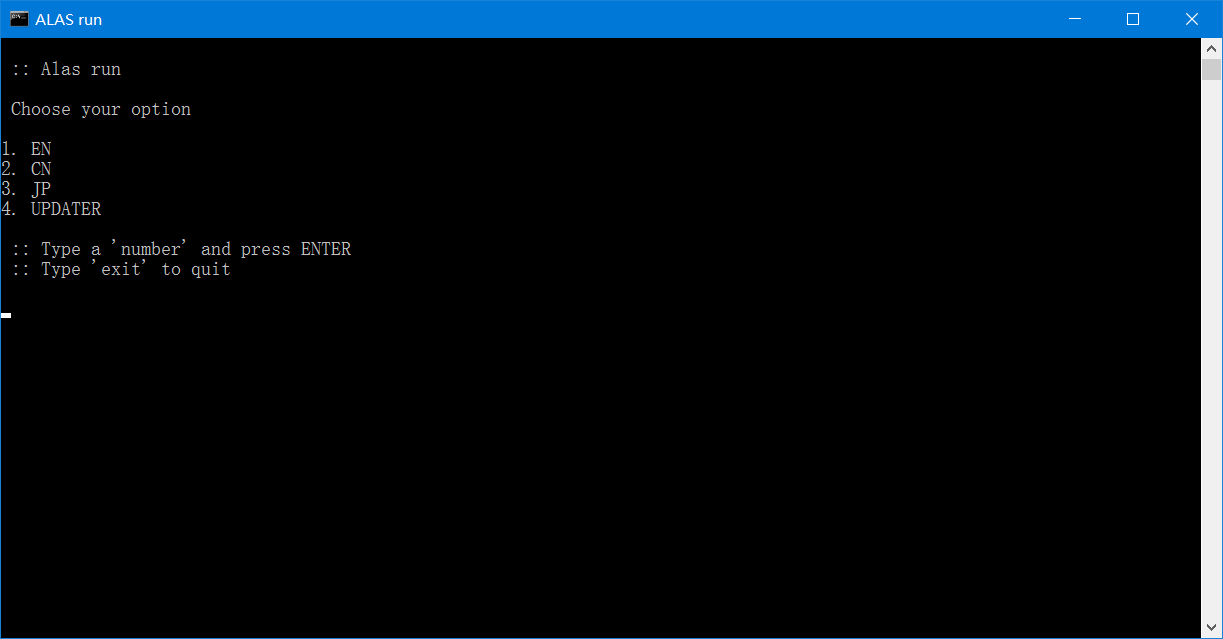 ALAS run
:: Alas run
Choose your option
1. EN
2. CN
3. JP
4. UPDATER
:: Type a 'number' and press ENTER
:: Type 'exit' to quit